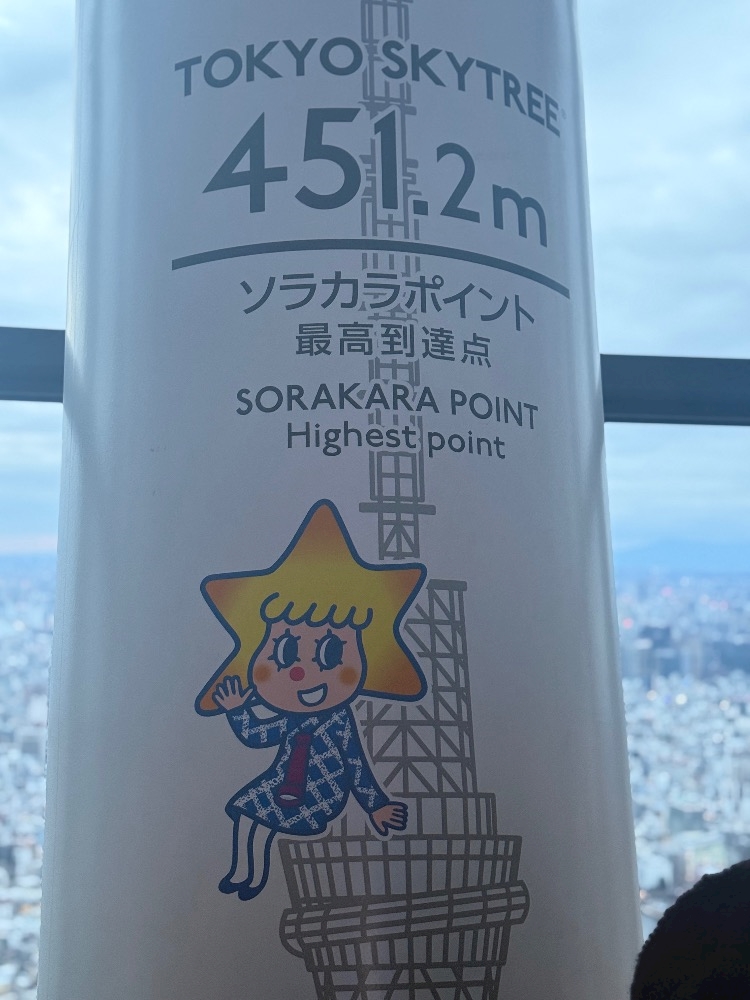 TOKYO SKYTREE®
451.2m
ソラカラポイント
最高到達点
SORAKARA POINT
Highest point